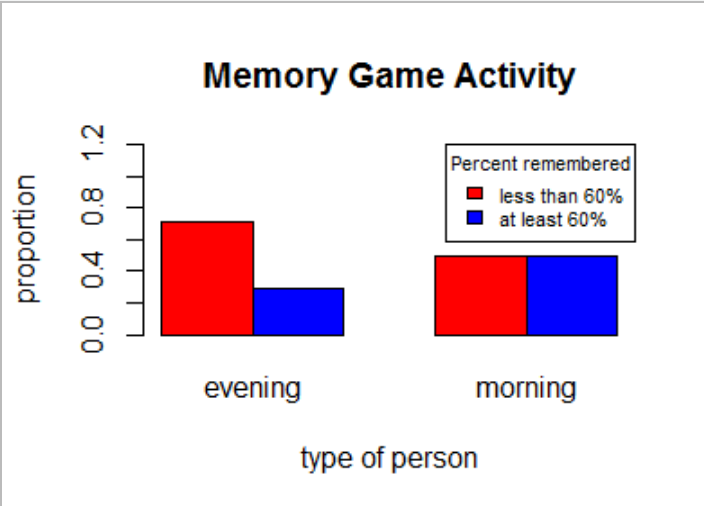 Memory Game Activity
proportion
1.2
0.8
0.4
0.0
Percent remembered
less than 60%
at least 60%
evening
morning
type of person